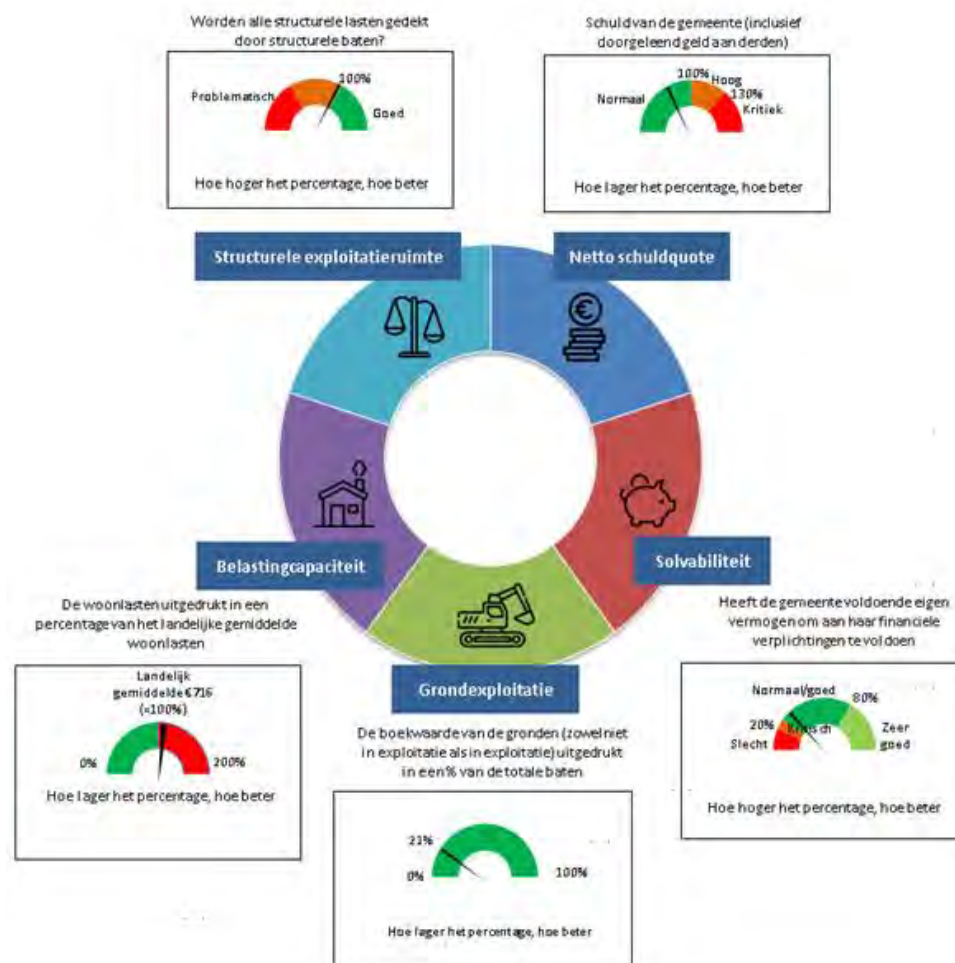 Worden alle structurele lasten gedekt
door structurele baten?
100%
Problematisch
Goed
Hoe hoger het percentage, hoe beter
Schuld van de gemeente (inclusief
doorgeleend geld aan derden)
100%
Hoog
130%
Normaal
Kritiek
Hoe lager het percentage, hoe beter
Structurele exploitatieruimte
Netto schuldquote
Belastingcapaciteit
Solvabiliteit
Grondexploitatie
De woonlasten uitgedrukt in een
percentage van het landelijke gemiddelde
woonlasten
Landelijk
gemiddelde €716
(=100%)
0%
200%
Hoe lager het percentage, hoe beter
De boekwaarde van de gronden (zowel niet
in exploitatie als in exploitatie) uitgedrukt
in een % van de totale baten
21%
0%
100%
Hoe lager het percentage, hoe beter
Heeft de gemeente voldoende eigen
vermogen om aan haar financiele
verplichtingen te voldoen
Normaal/goed
80%
20%
Kritisch
Zeer
Slecht
goed
Hoe hoger het percentage, hoe beter